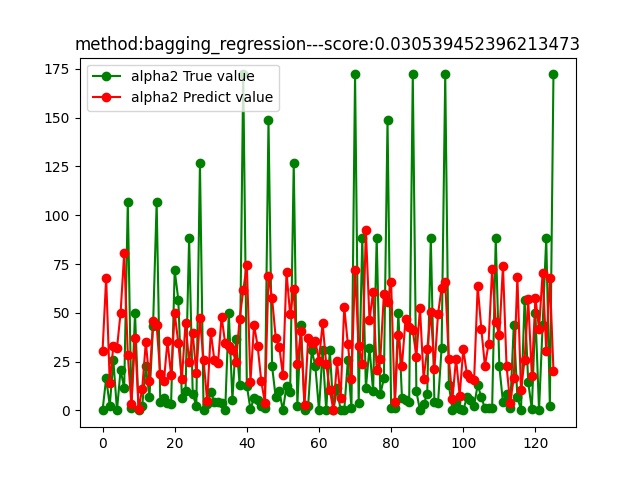 method:bagging_regression---score:0.030539452396213473
alpha2 True value
alpha2 Predict value
175
150
125
100
75
50
25
0
0 20 40 60 80 100 120